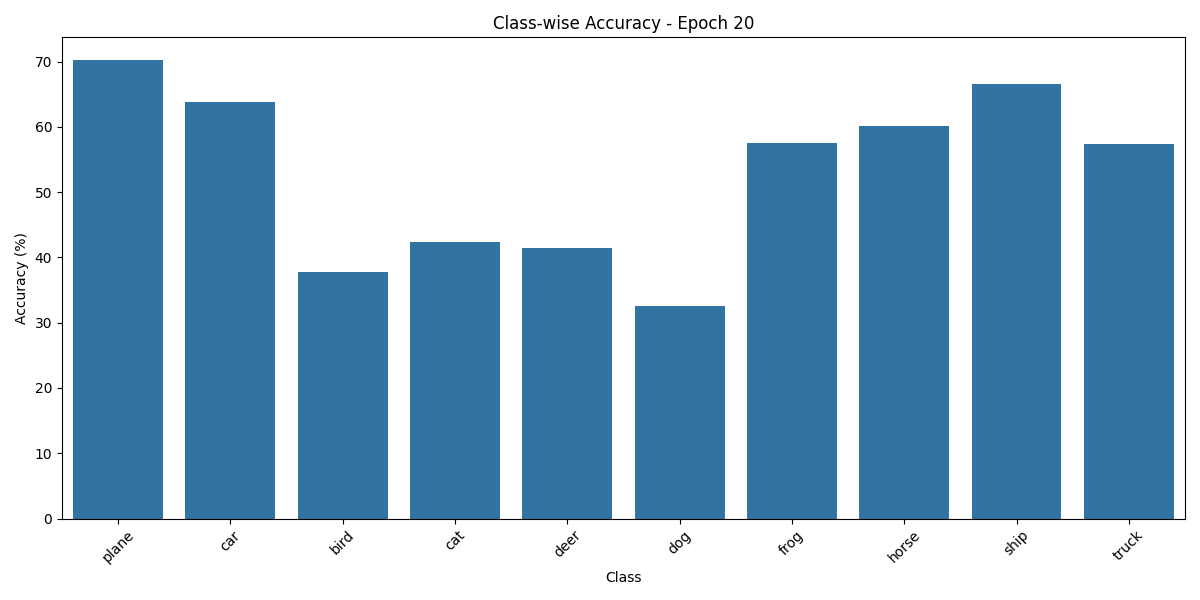 Class-wise Accuracy - Epoch 20
Accuracy (%)
70
60
50
40
30
20
10
0
plane
car
bird
cat
deer
dog
frog
horse
ship
truck
Class